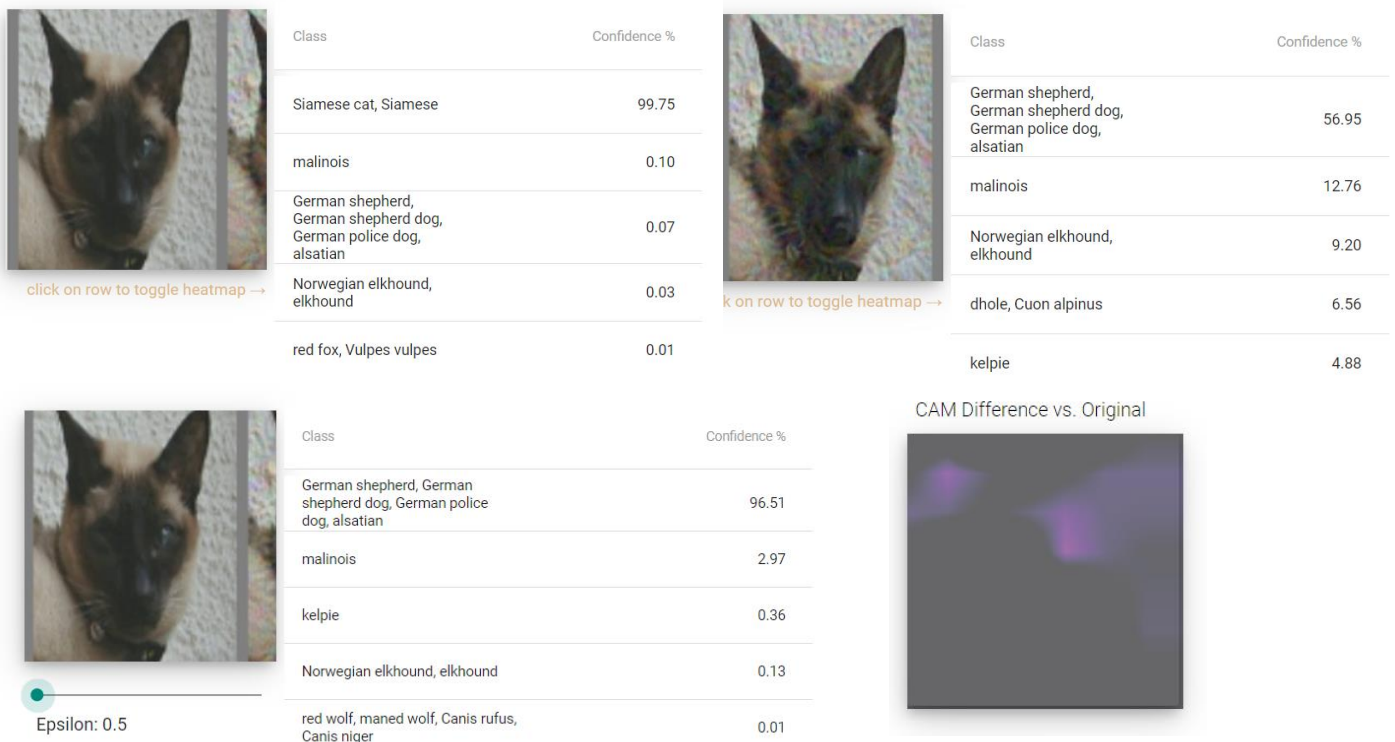 Class Confidence %
Siamese cat, Siamese 99.75
malinois 0.10
German shepherd,
German shepherd dog,
German police dog,
alsatian
0.07
Norwegian elkhound,
elkhound
0.03
red fox, Vulpes vulpes 0.01
click on row to toggle heatmap →
Class Confidence %
German shepherd,
German shepherd dog,
German police dog,
alsatian
56.95
malinois 12.76
Norwegian elkhound,
elkhound
9.20
dhole, Cuon alpinus 6.56
kelpie 4.88
k on row to toggle heatmap →
Class Confidence %
German shepherd, German
shepherd dog, German police
dog, alsatian
96.51
malinois 2.97
kelpie 0.36
Norwegian elkhound, elkhound 0.13
red wolf, maned wolf, Canis rufus,
Canis niger
0.01
Epsilon: 0.5
CAM Difference vs. Original